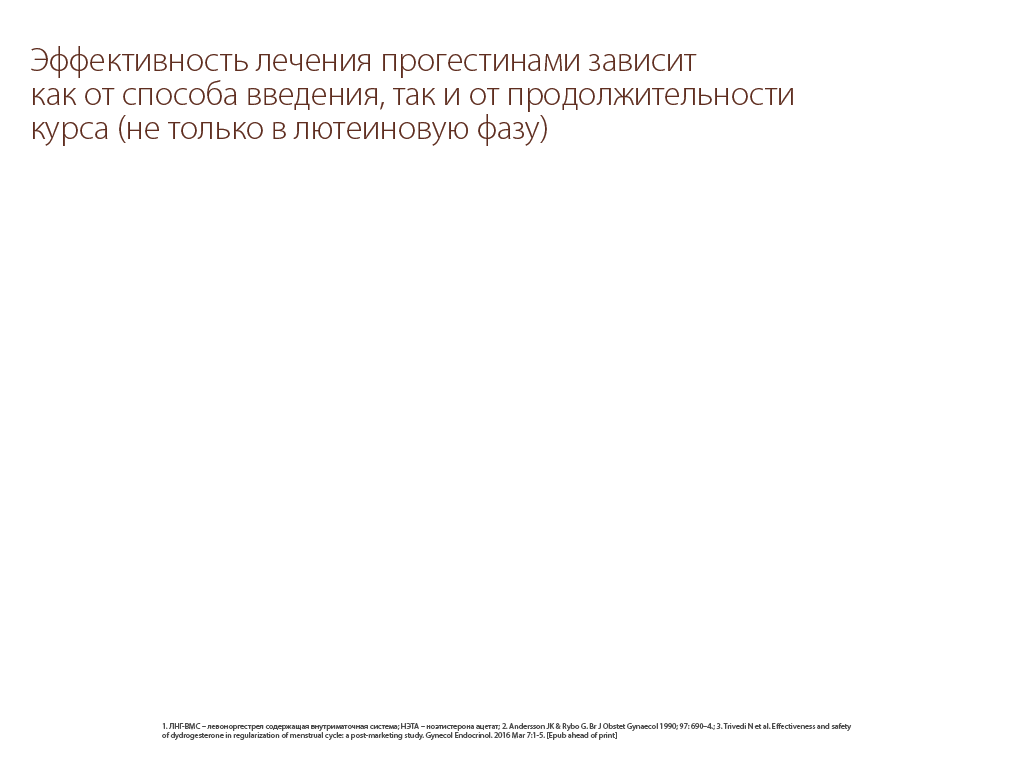 Эффективность лечения прогестинами зависит
как от способа введения, так и от продолжительности
курса (не только в лютеиновую фазу)
1. ЛНГ-ВМС – левоноргестрел содержащая внутриматочная система; НЭТА – ноэтистерона ацетат; 2. Andersson JK & Rybo G. Br J Obstet Gynaecol 1990; 97: 690–4.; 3. Trivedi N et al. Effectiveness and safety
of dydrogesterone in regularization of menstrual cycle: a post-marketing study. Gynecol Endocrinol. 2016 Mar 7:1-5. [Epub ahead of print]